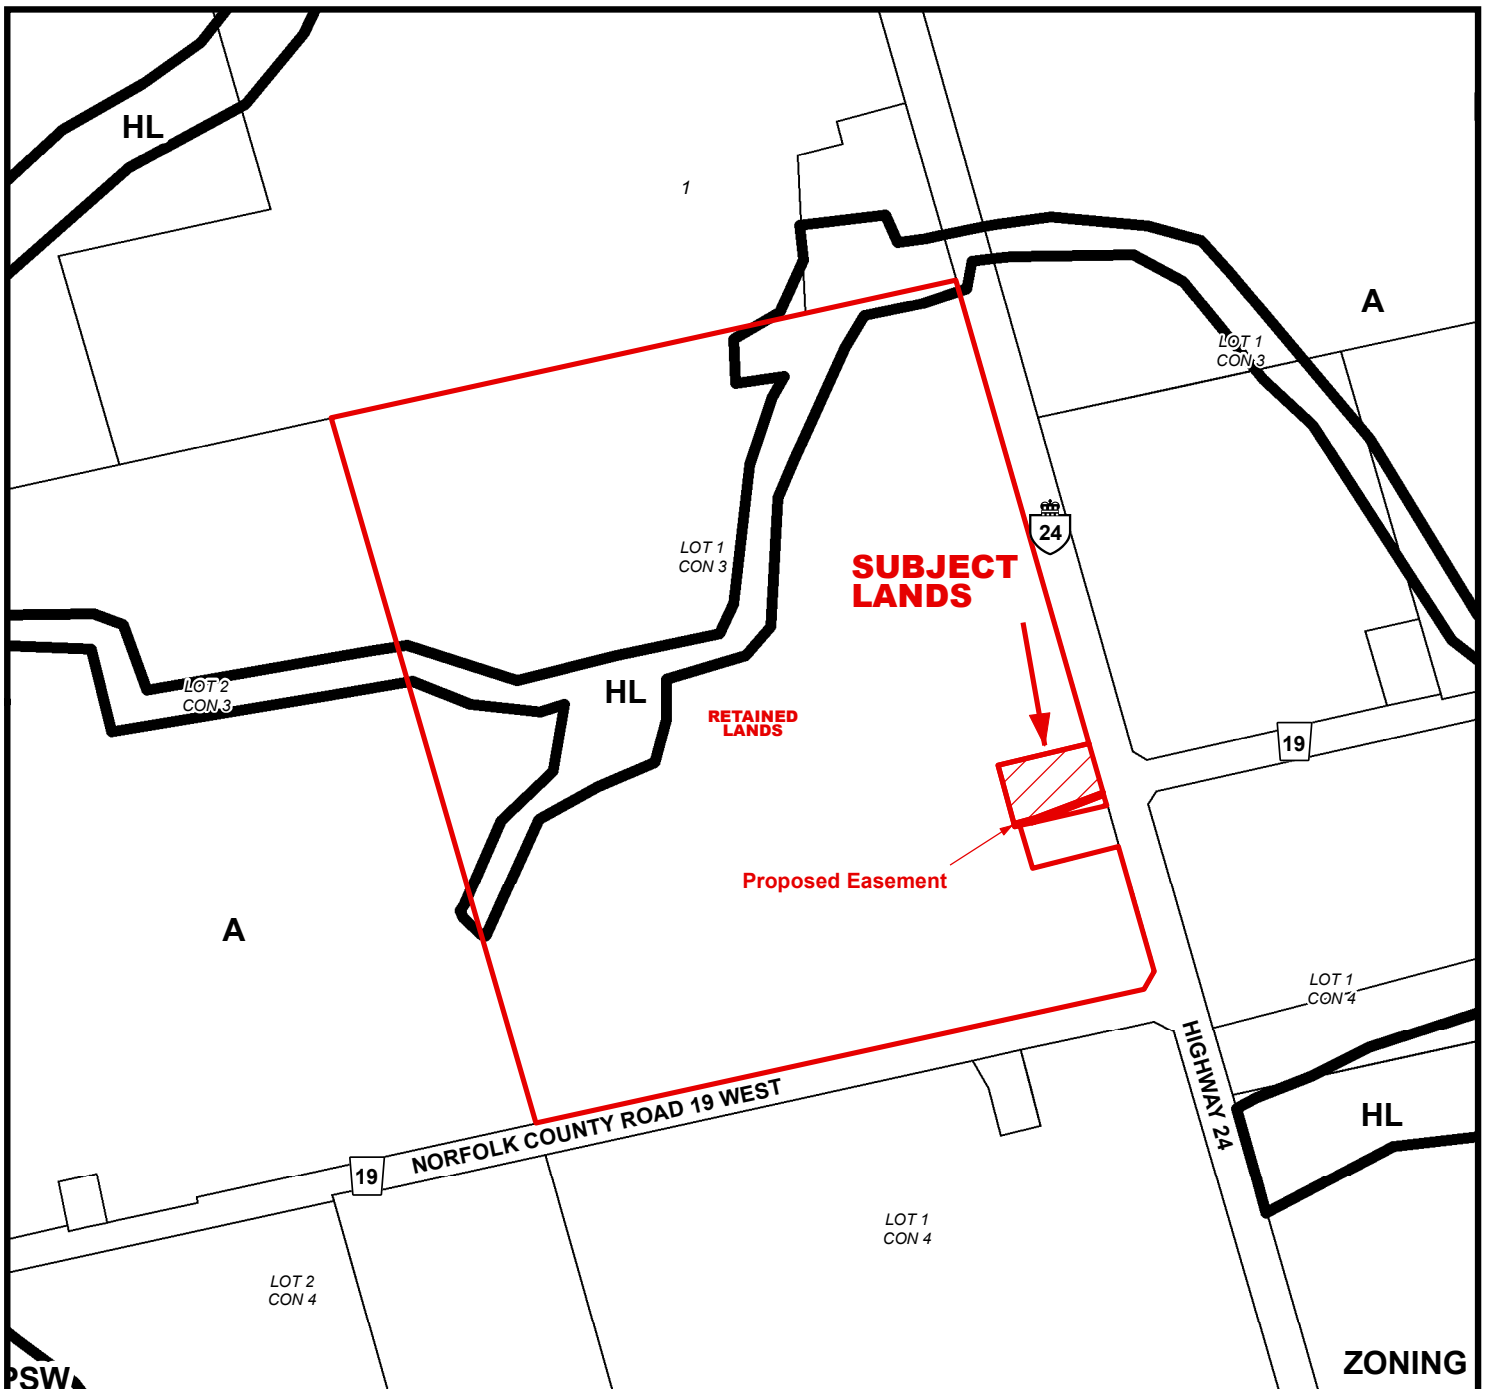 HL
1
A
LOT 1
CON 3
24
LOT 1
CON 3
SUBJECT
LANDS
LOT 2
CON 3
HL
RETAINED
LANDS
19
Proposed Easement
A
LOT 1
CON 4
HIGHWAY 24
NORFOLK COUNTY ROAD 19 WEST
HL
19
LOT 1
CON 4
LOT 2
CON 4
PSW
ZONING